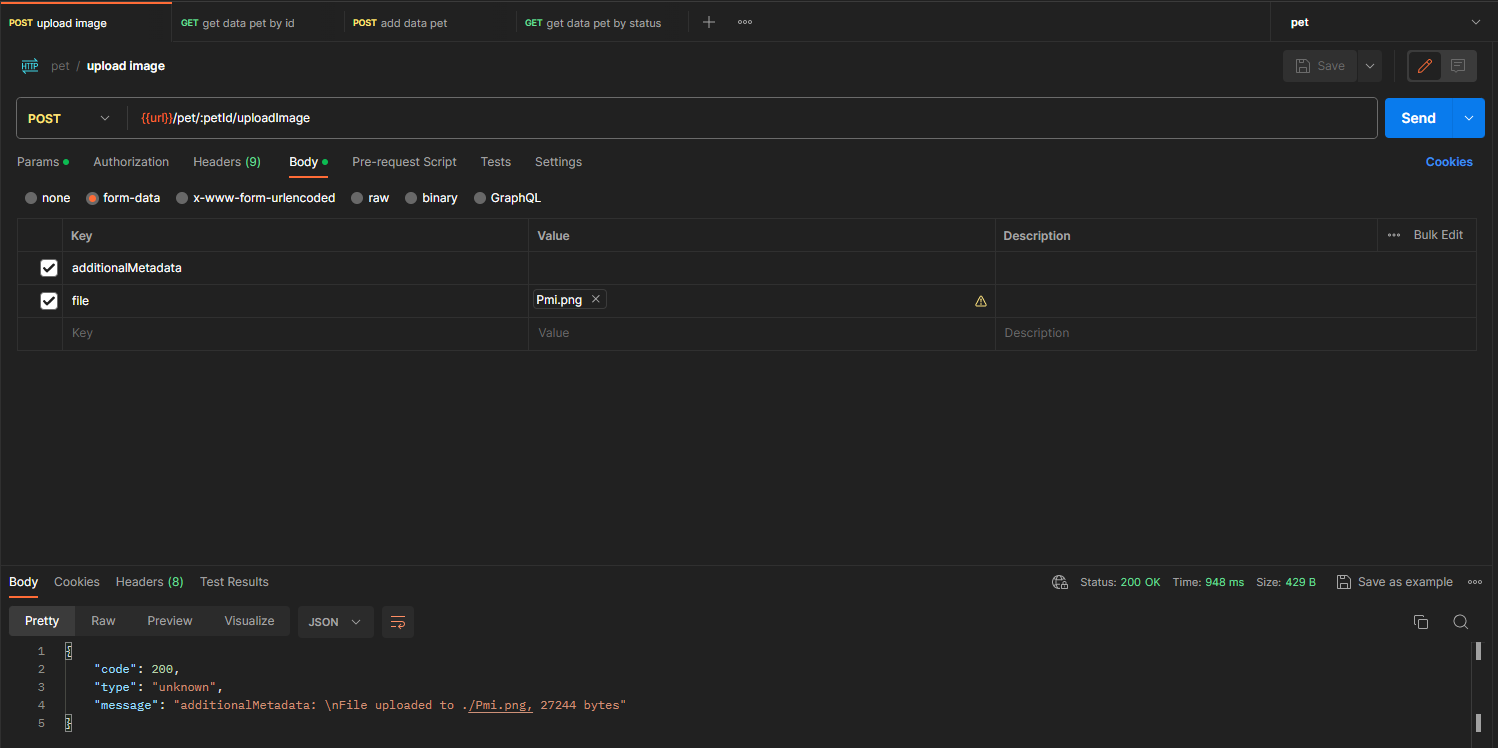 POST upload image GET get data pet by id POST add data pet GET get data pet by status pet
HTTP pet / upload image Save
POST {{url}}/pet/:petId/uploadImage Send
Params Authorization Headers (9) Body Pre-request Script Tests Settings Cookies
none form-data x-www-form-urlencoded raw binary GraphQL
Key Value Description Bulk Edit
additionalMetadata
file Pmi.png
Key Value Description
Body Cookies Headers (8) Test Results Status: 200 OK Time: 948 ms Size: 429 B Save as example
Pretty Raw Preview Visualize JSON
1 {
2 "code": 200,
3 "type": "unknown",
4 "message": "additionalMetadata: \nFile uploaded to ./Pmi.png, 27244 bytes"
5 }